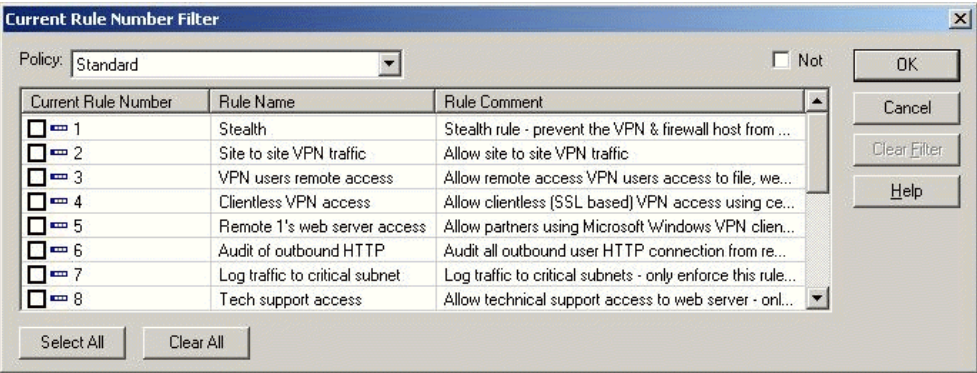 Current Rule Number Filter
Policy: Standard Not OK
Current Rule Number Rule Name Rule Comment Cancel
1 Stealth Stealth rule - prevent the VPN & firewall host from ...
2 Site to site VPN traffic Allow site to site VPN traffic Clear Filter
3 VPN users remote access Allow remote access VPN users access to file, we...
4 Clientless VPN access Allow clientless (SSL based) VPN access using ce... Help
5 Remote 1's web server access Allow partners using Microsoft Windows VPN clien...
6 Audit of outbound HTTP Audit all outbound user HTTP connection from re...
7 Log traffic to critical subnet Log traffic to critical subnets - only enforce this rule...
8 Tech support access Allow technical support access to web server - onl...
Select All Clear All